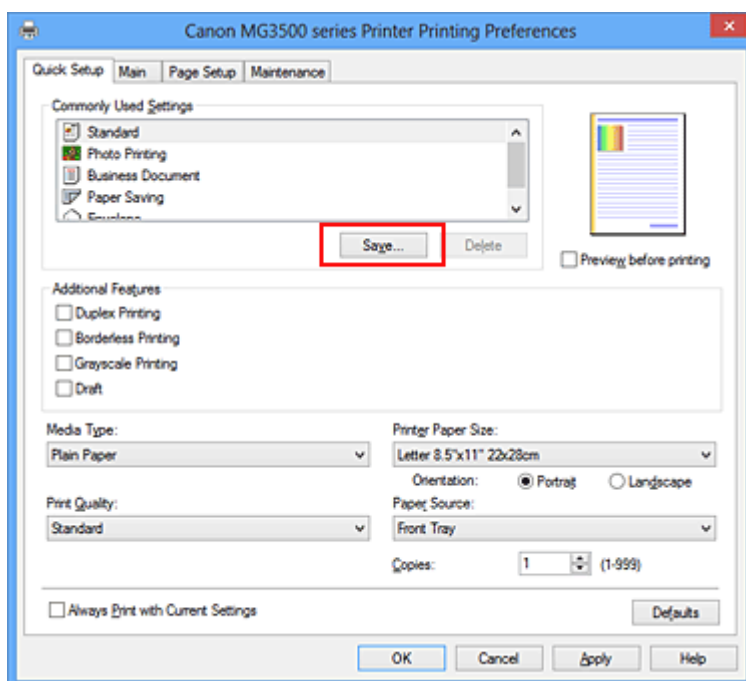 Canon MG3500 series Printer Printing Preferences
Quick Setup Main Page Setup Maintenance
Commonly Used Settings
Standard
Photo Printing
Business Document
Paper Saving
Envelope
Save... Delete
Preview before printing
Additional Features
Duplex Printing
Borderless Printing
Grayscale Printing
Draft
Media Type: Printer Paper Size:
Plain Paper Letter 8.5"x11" 22x28cm
Orientation: Portrait Landscape
Print Quality: Paper Source:
Standard Front Tray
Copies: 1 (1-999)
Always Print with Current Settings Defaults
OK Cancel Apply Help